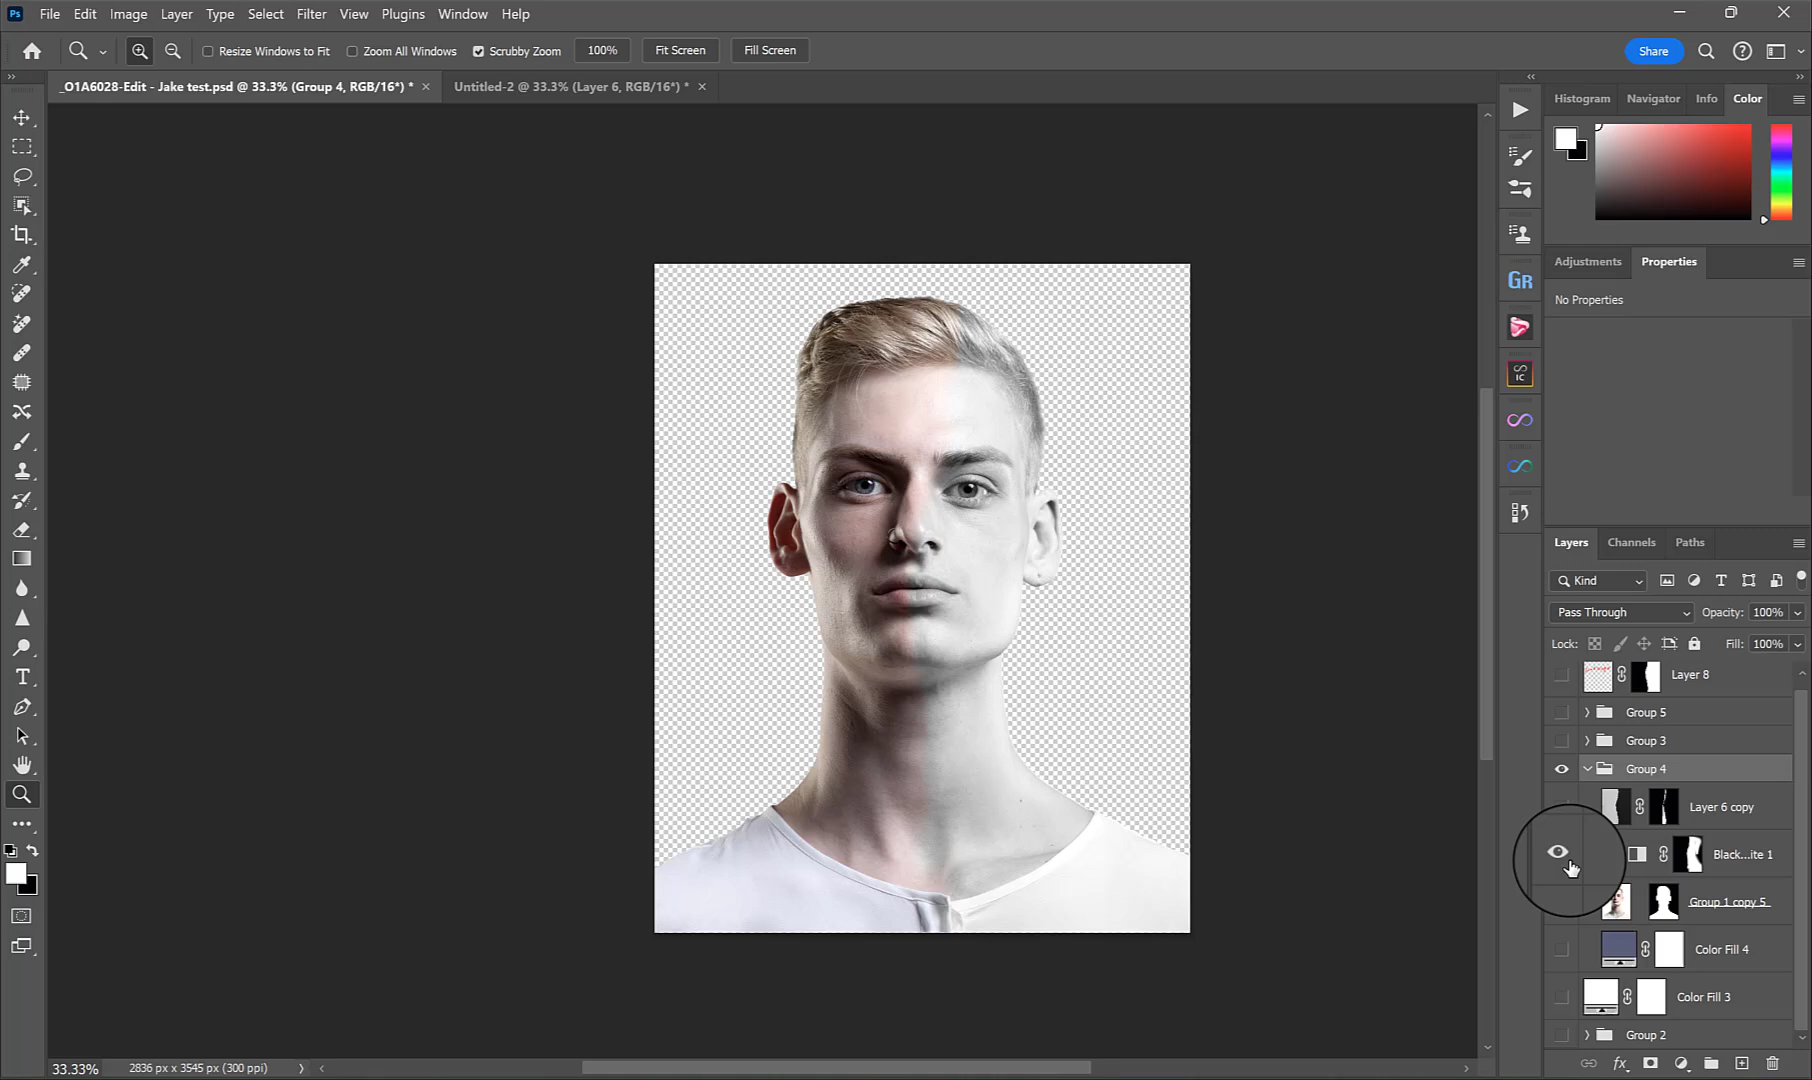 Ps File Edit Image Layer Type Select Filter View Plugins Window Help
Resize Windows to Fit Zoom All Windows Scrubby Zoom 100% Fit Screen Fill Screen Share
_O1A6028-Edit - Jake test.psd @ 33.3% (Group 4, RGB/16*) * × Untitled-2 @ 33.3% (Layer 6, RGB/16*) * ×
Histogram Navigator Info Color
Adjustments Properties
No Properties
Gr
IC
Layers Channels Paths
Kind
Pass Through Opacity: 100%
Lock: Fill: 100%
Layer 8
Group 5
Group 3
Group 4
Layer 6 copy
Black...ite 1
Group 1 copy 5
Color Fill 4
Color Fill 3
Group 2
fx
33.33% 2836 px x 3545 px (300 ppi)